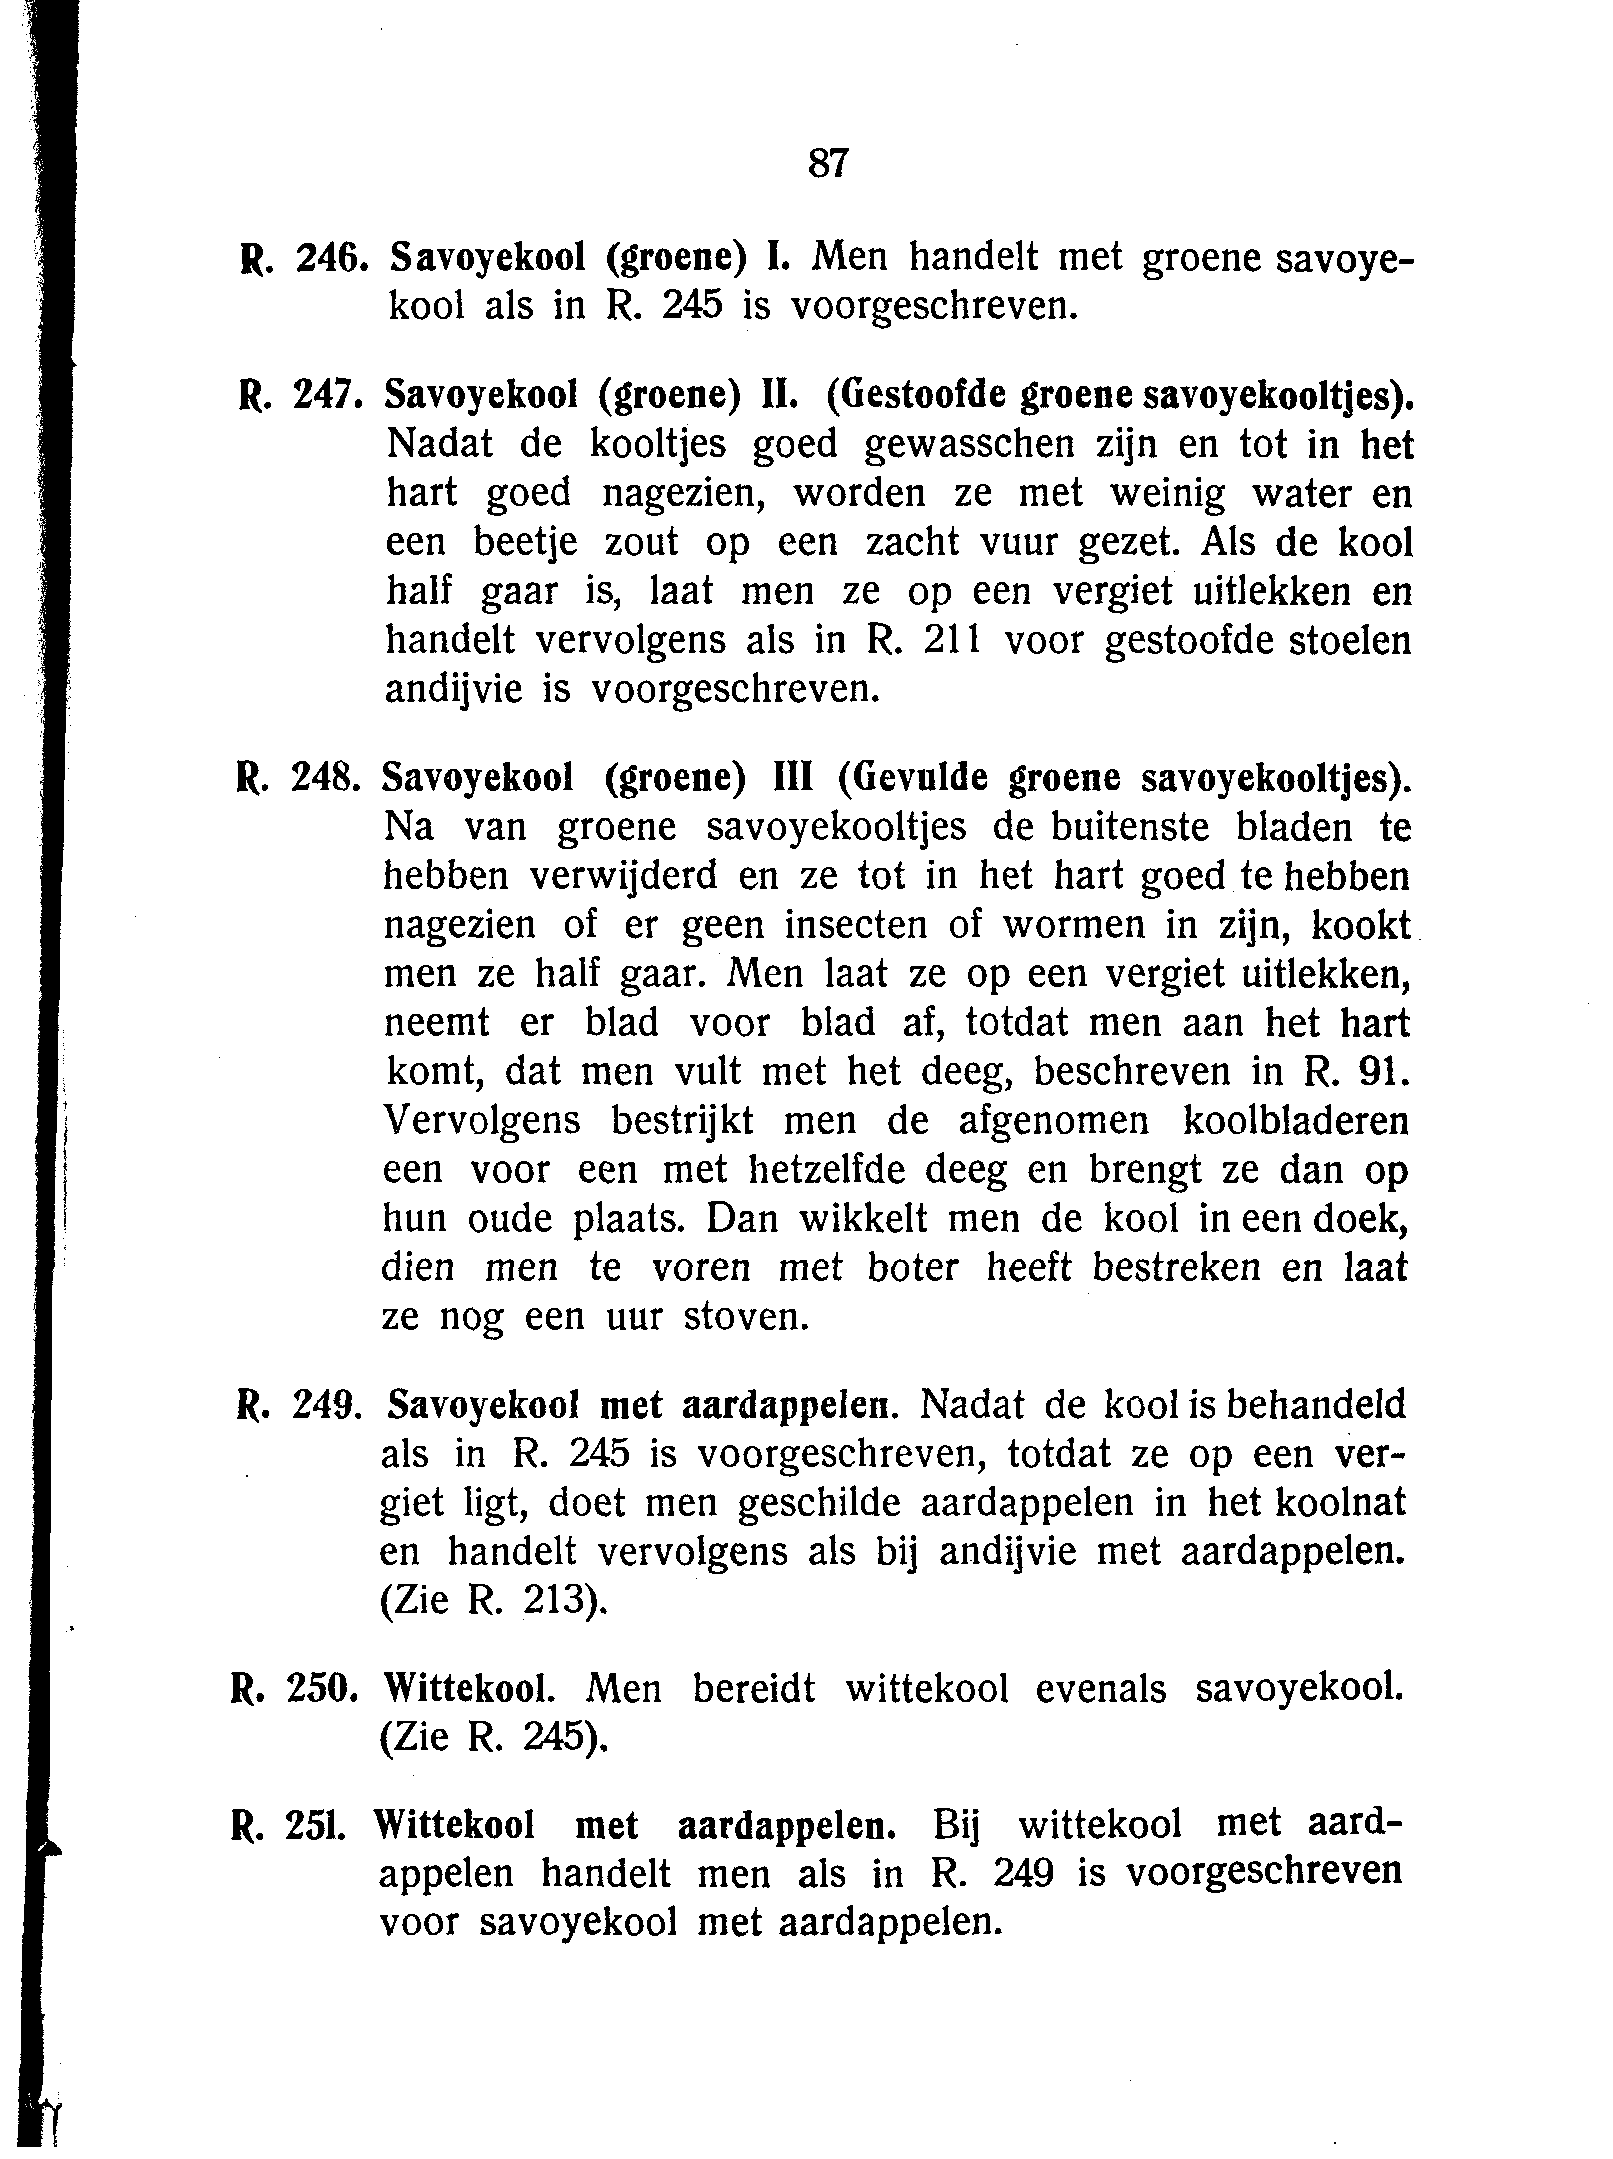 87
R. 246. Savoyekool (groene) I. Men handelt met groene savoye-
kool als in R. 245 is voorgeschreven.
R. 247. Savoyekool (groene) II. (Gestoofde groene savoyekooltjes).
Nadat de kooltjes goed gewasschen zijn en tot in het
hart goed nagezien, worden ze met weinig water en
een beetje zout op een zacht vuur gezet. Als de kool
half gaar is, laat men ze op een vergiet uitlekken en
handelt vervolgens als in R. 211 voor gestoofde stoelen
andijvie is voorgeschreven.
R. 248. Savoyekool (groene) III (Gevulde groene savoyekooltjes).
Na van groene savoyekooltjes de buitenste bladen te
hebben verwijderd en ze tot in het hart goed te hebben
nagezien of er geen insecten of wormen in zijn, kookt
men ze half gaar. Men laat ze op een vergiet uitlekken,
neemt er blad voor blad af, totdat men aan het hart
komt, dat men vult met het deeg, beschreven in R. 91.
Vervolgens bestrijkt men de afgenomen koolbladeren
een voor een met hetzelfde deeg en brengt ze dan op
hun oude plaats. Dan wikkelt men de kool in een doek,
dien men te voren met boter heeft bestreken en laat
ze nog een uur stoven.
R. 249. Savoyekool met aardappelen. Nadat de kool is behandeld
als in R. 245 is voorgeschreven, totdat ze op een ver-
giet ligt, doet men geschilde aardappelen in het koolnat
en handelt vervolgens als bij andijvie met aardappelen.
(Zie R. 213).
R. 250. Wittekool. Men bereidt wittekool evenals savoyekool.
(Zie R. 245).
R. 251. Wittekool met aardappelen. Bij wittekool met aard-
appelen handelt men als in R. 249 is voorgeschreven
voor savoyekool met aardappelen.